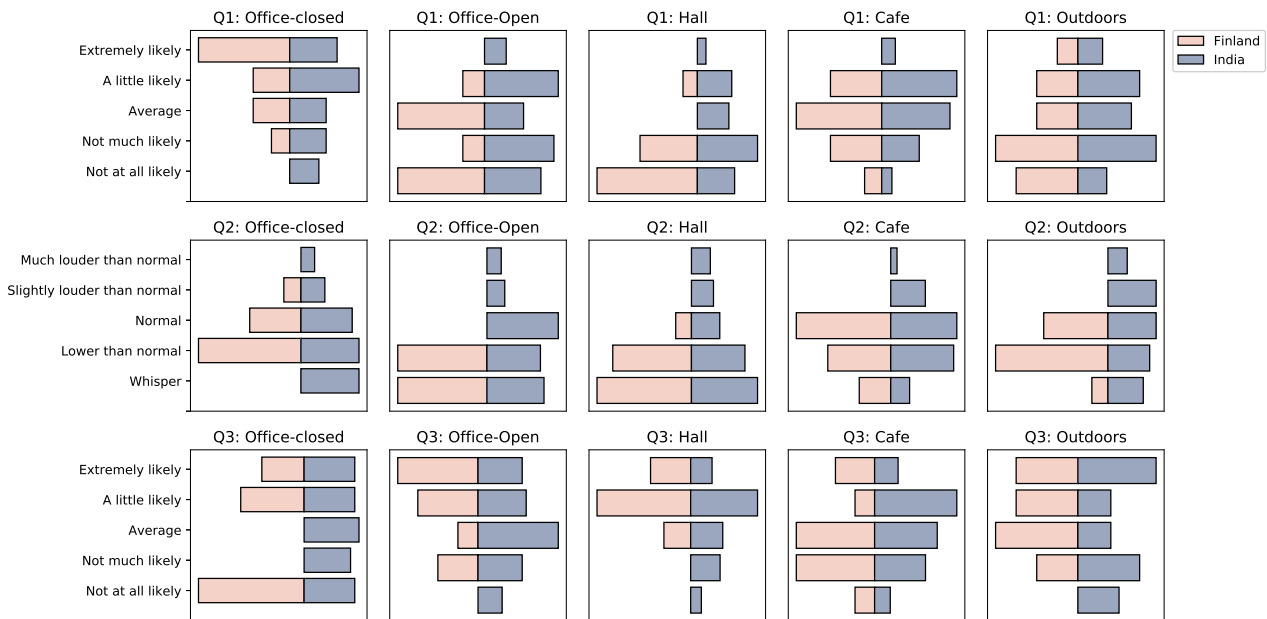 Q1: Office-closed
Q1: Office-Open
Q1: Hall
Q1: Cafe
Q1: Outdoors
Finland
India
Extremely likely
A little likely
Average
Not much likely
Not at all likely
Q2: Office-closed
Q2: Office-Open
Q2: Hall
Q2: Cafe
Q2: Outdoors
Much louder than normal
Slightly louder than normal
Normal
Lower than normal
Whisper
Q3: Office-closed
Q3: Office-Open
Q3: Hall
Q3: Cafe
Q3: Outdoors
Extremely likely
A little likely
Average
Not much likely
Not at all likely